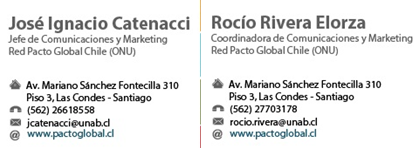 José Ignacio Catenacci
Jefe de Comunicaciones y Marketing
Red Pacto Global Chile (ONU)
Av. Mariano Sánchez Fontecilla 310
Piso 3, Las Condes - Santiago
(562) 26618558
jcatenacci@unab.cl
@ www.pactoglobal.cl
Rocío Rivera Elorza
Coordinadora de Comunicaciones y Marketing
Red Pacto Global Chile (ONU)
Av. Mariano Sánchez Fontecilla 310
Piso 3, Las Condes - Santiago
(562) 27703178
rocio.rivera@unab.cl
@ www.pactoglobal.cl